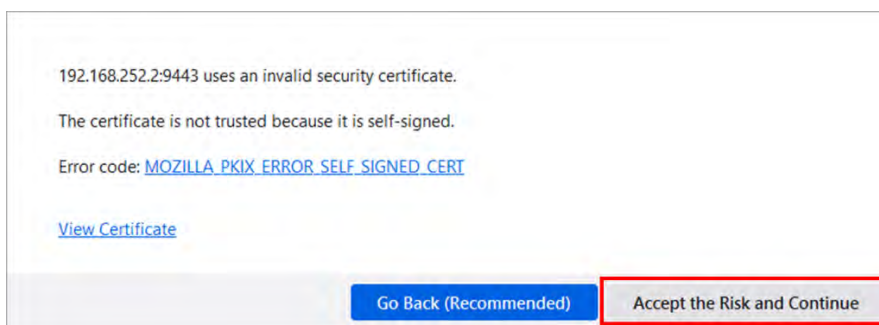 192.168.252.2:9443 uses an invalid security certificate.
The certificate is not trusted because it is self-signed.
Error code: MOZILLA_PKIX_ERROR_SELF_SIGNED_CERT
View Certificate
Go Back (Recommended)
Accept the Risk and Continue